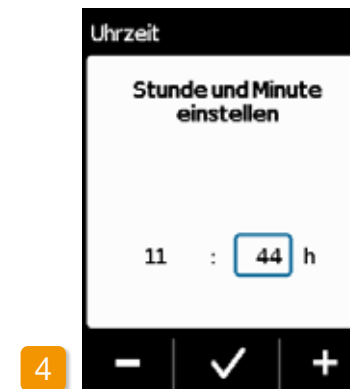 Uhrzeit
Stunde und Minute
einstellen
11 : 44 h
4 - ✓ +